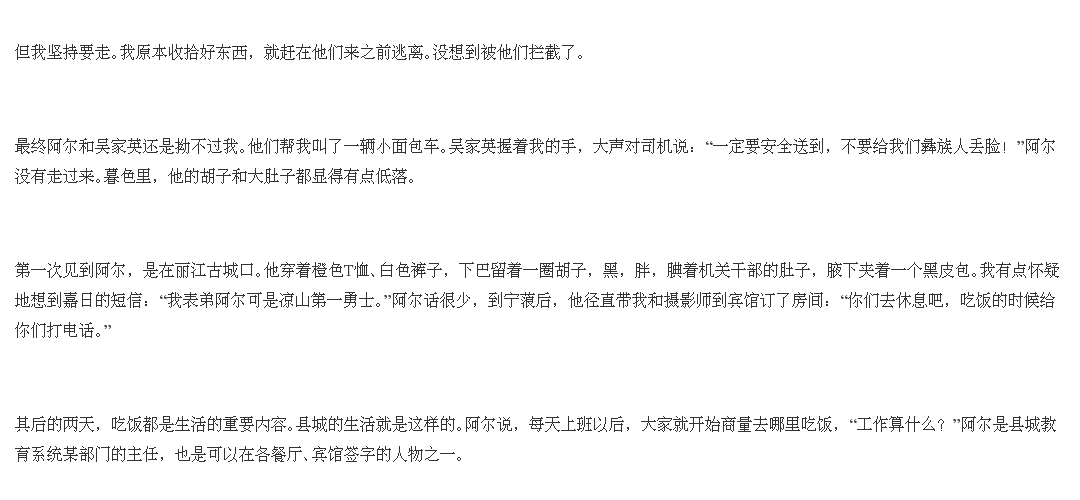 但我坚持要走。我原本收拾好东西，就赶在他们来之前逃离。没想到被他们拦截了。
最终阿尔和吴家英还是拗不过我。他们帮我叫了一辆小面包车。吴家英握着我的手，大声对司机说：“一定要安全送到，不要给我们彝族人丢脸！”阿尔
没有走过来。暮色里，他的胡子和大肚子都显得有点低落。
第一次见到阿尔，是在丽江古城口。他穿着橙色T恤、白色裤子，下巴留着一圈胡子，黑，胖，腆着机关干部的肚子，腋下夹着一个黑皮包。我有点怀疑
地想到嘉日的短信：“我表弟阿尔可是凉山第一勇士。”阿尔话很少，到宁蒗后，他径直带我和摄影师到宾馆订了房间：“你们去休息吧，吃饭的时候给
你们打电话。”
其后的两天，吃饭都是生活的重要内容。县城的生活就是这样的。阿尔说，每天上班以后，大家就开始商量去哪里吃饭，“工作算什么？”阿尔是县城教
育系统某部门的主任，也是可以在各餐厅、宾馆签字的人物之一。